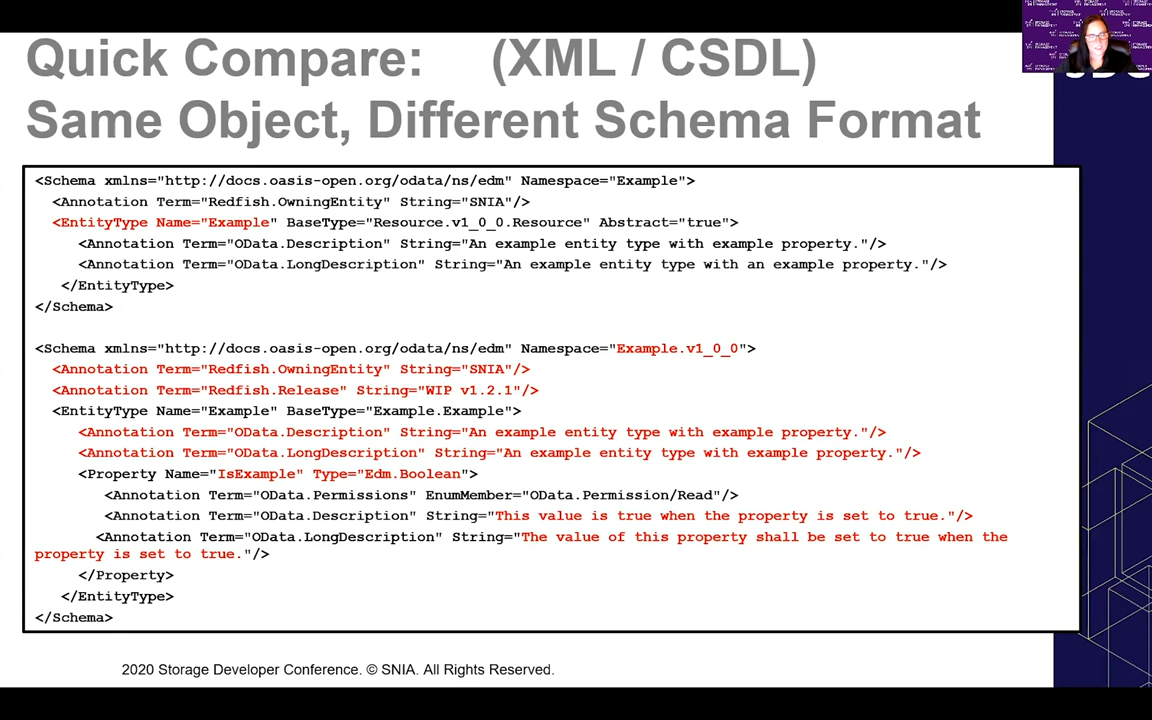 Quick Compare: (XML / CSDL)
Same Object, Different Schema Format
<Schema xmlns="http://docs.oasis-open.org/odata/ns/edm" Namespace="Example">
<Annotation Term="Redfish.OwningEntity" String="SNIA"/>
<EntityType Name="Example" BaseType="Resource.v1_0_0.Resource" Abstract="true">
<Annotation Term="OData.Description" String="An example entity type with example property."/>
<Annotation Term="OData.LongDescription" String="An example entity type with an example property."/>
</EntityType>
</Schema>
<Schema xmlns="http://docs.oasis-open.org/odata/ns/edm" Namespace="Example.v1_0_0">
<Annotation Term="Redfish.OwningEntity" String="SNIA"/>
<Annotation Term="Redfish.Release" String="WIP v1.2.1"/>
<EntityType Name="Example" BaseType="Example.Example">
<Annotation Term="OData.Description" String="An example entity type with example property."/>
<Annotation Term="OData.LongDescription" String="An example entity type with example property."/>
<Property Name="IsExample" Type="Edm.Boolean">
<Annotation Term="OData.Permissions" EnumMember="OData.Permission/Read"/>
<Annotation Term="OData.Description" String="This value is true when the property is set to true."/>
<Annotation Term="OData.LongDescription" String="The value of this property shall be set to true when the
property is set to true."/>
</Property>
</EntityType>
</Schema>
2020 Storage Developer Conference. © SNIA. All Rights Reserved.